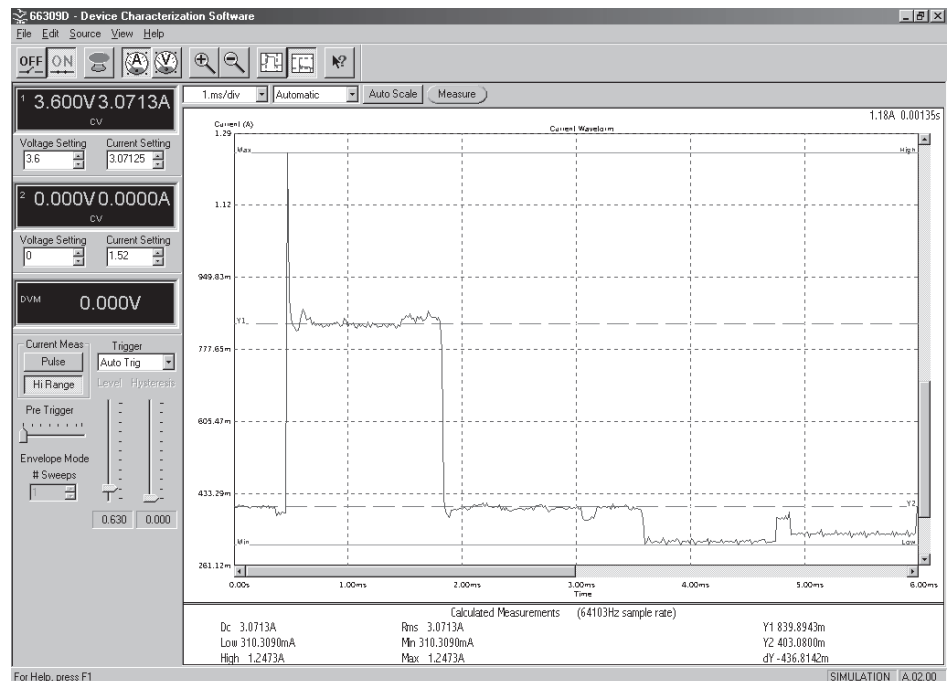 66309D - Device Characterization Software
File Edit Source View Help
OFF ON A V
1.ms/div Automatic Auto Scale Measure
1 3.600V 3.0713A
CV
Voltage Setting Current Setting
3.6 3.07125
2 0.000V 0.0000A
CV
Voltage Setting Current Setting
0 1.52
DVM 0.000V
Current Meas
Pulse
Hi Range
Trigger
Auto Trig
Level Hysteresis
Pre Trigger
Envelope Mode
# Sweeps
1
0.630 0.000
1.18A 0.00135s
Current (A)
Current Waveform
1.29
Max High
1.12
949.83m
Y1
777.65m
605.47m
433.29m
Y2
Min Low
261.12m
0.00s 1.00ms 2.00ms 3.00ms 4.00ms 5.00ms 6.00ms
Time
Calculated Measurements (64103Hz sample rate)
Dc 3.0713A Rms 3.0713A Y1 839.8943m
Low 310.3090mA Min 310.3090mA Y2 403.0800m
High 1.2473A Max 1.2473A dY -436.8142m
For Help, press F1 SIMULATION A.02.00